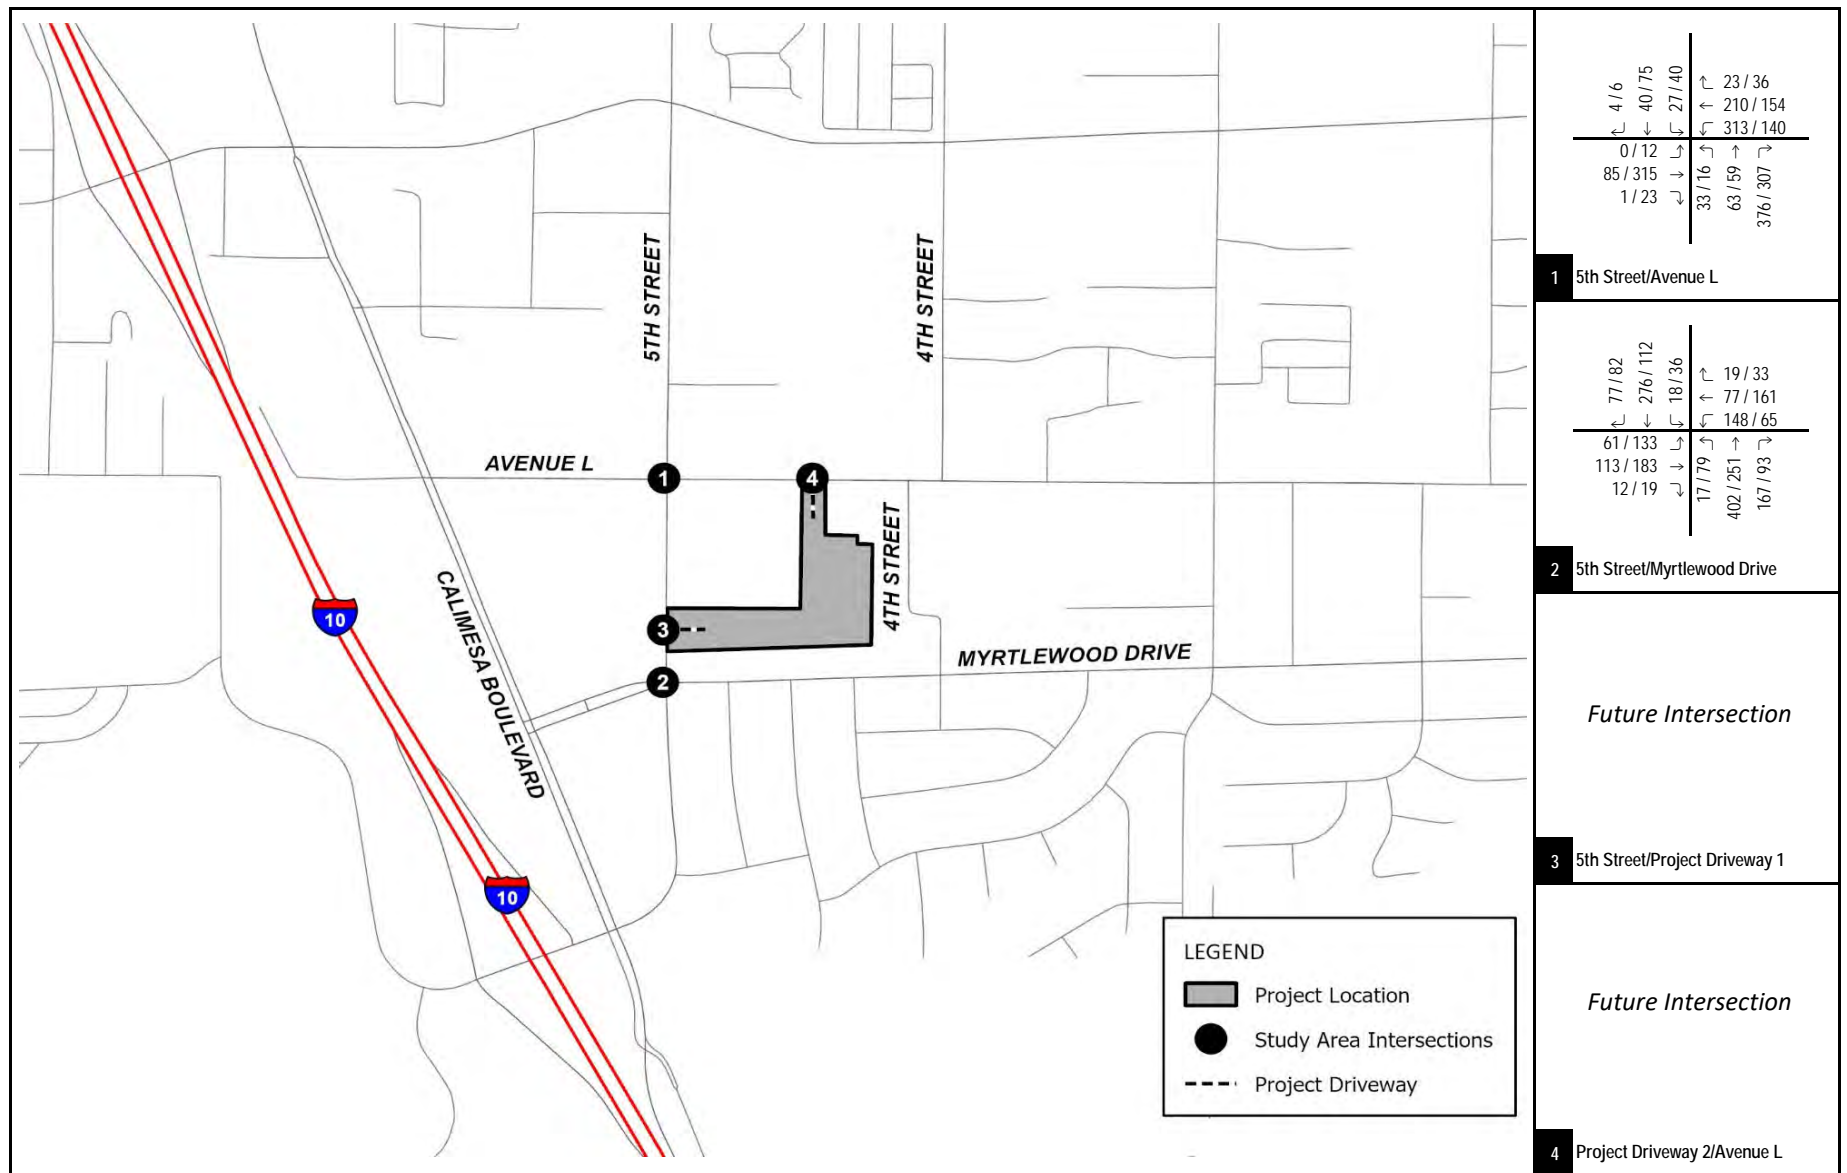 5TH STREET
4TH STREET
AVENUE L
1
4
4TH STREET
10
CALIMESA BOULEVARD
3
MYRTLEWOOD DRIVE
2
10
LEGEND
Project Location
Study Area Intersections
Project Driveway
4 / 6
40 / 75
27 / 40
23 / 36
210 / 154
313 / 140
0 / 12
85 / 315
1 / 23
33 / 16
63 / 59
376 / 307
1 5th Street/Avenue L
77 / 82
276 / 112
18 / 36
19 / 33
77 / 161
148 / 65
61 / 133
113 / 183
12 / 19
17 / 79
402 / 251
167 / 93
2 5th Street/Myrtlewood Drive
Future Intersection
3 5th Street/Project Driveway 1
Future Intersection
4 Project Driveway 2/Avenue L